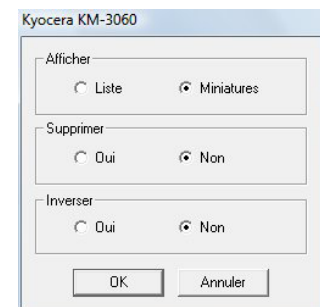 Kyocera KM-3060
Afficher
Liste Miniatures
Supprimer
Oui Non
Inverser
Oui Non
OK Annuler